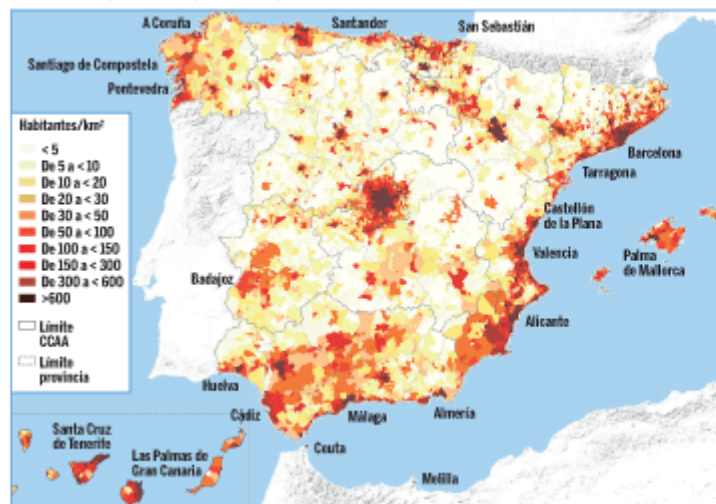 A Coruña
Santander
San Sebastián
Santiago de Compostela
Pontevedra
Habitantes/km²
< 5
De 5 a < 10
De 10 a < 20
De 20 a < 30
De 30 a < 50
De 50 a < 100
De 100 a < 150
De 150 a < 300
De 300 a < 600
>600
Límite
CCAA
Límite
provincia
Barcelona
Tarragona
Castellón
de la Plana
Valencia
Palma
de Mallorca
Badajoz
Alicante
Huelva
Cádiz
Málaga
Almería
Ceuta
Melilla
Santa Cruz
de Tenerife
Las Palmas de
Gran Canaria